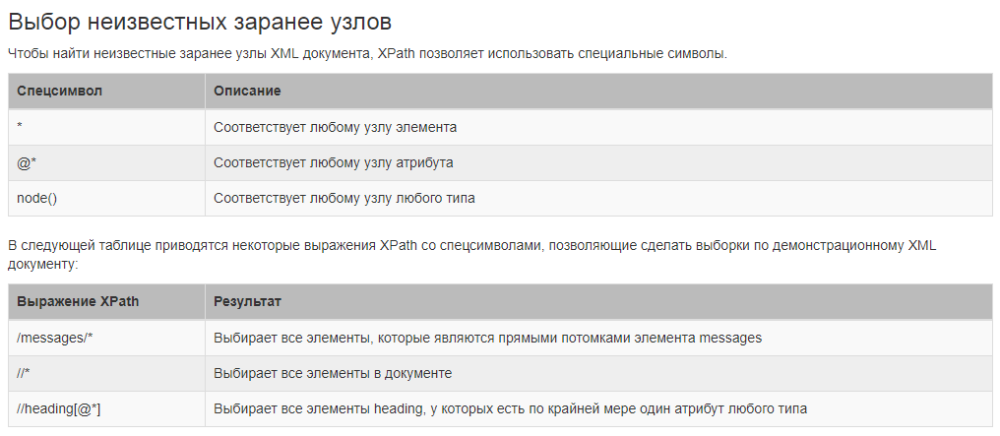 Выбор неизвестных заранее узлов
Чтобы найти неизвестные заранее узлы XML документа, XPath позволяет использовать специальные символы.
Спецсимвол Описание
* Соответствует любому узлу элемента
@* Соответствует любому узлу атрибута
node() Соответствует любому узлу любого типа
В следующей таблице приводятся некоторые выражения XPath со спецсимволами, позволяющие сделать выборки по демонстрационному XML
документу:
Выражение XPath Результат
/messages/* Выбирает все элементы, которые являются прямыми потомками элемента messages
//* Выбирает все элементы в документе
//heading[@*] Выбирает все элементы heading, у которых есть по крайней мере один атрибут любого типа